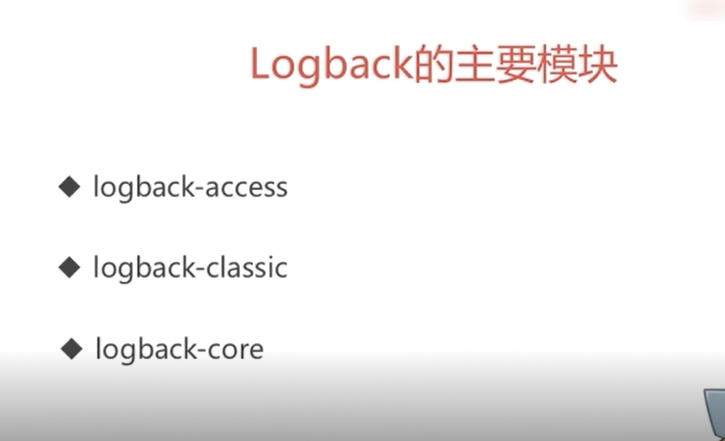 Logback的主要模块
◆ logback-access
◆ logback-classic
◆ logback-core